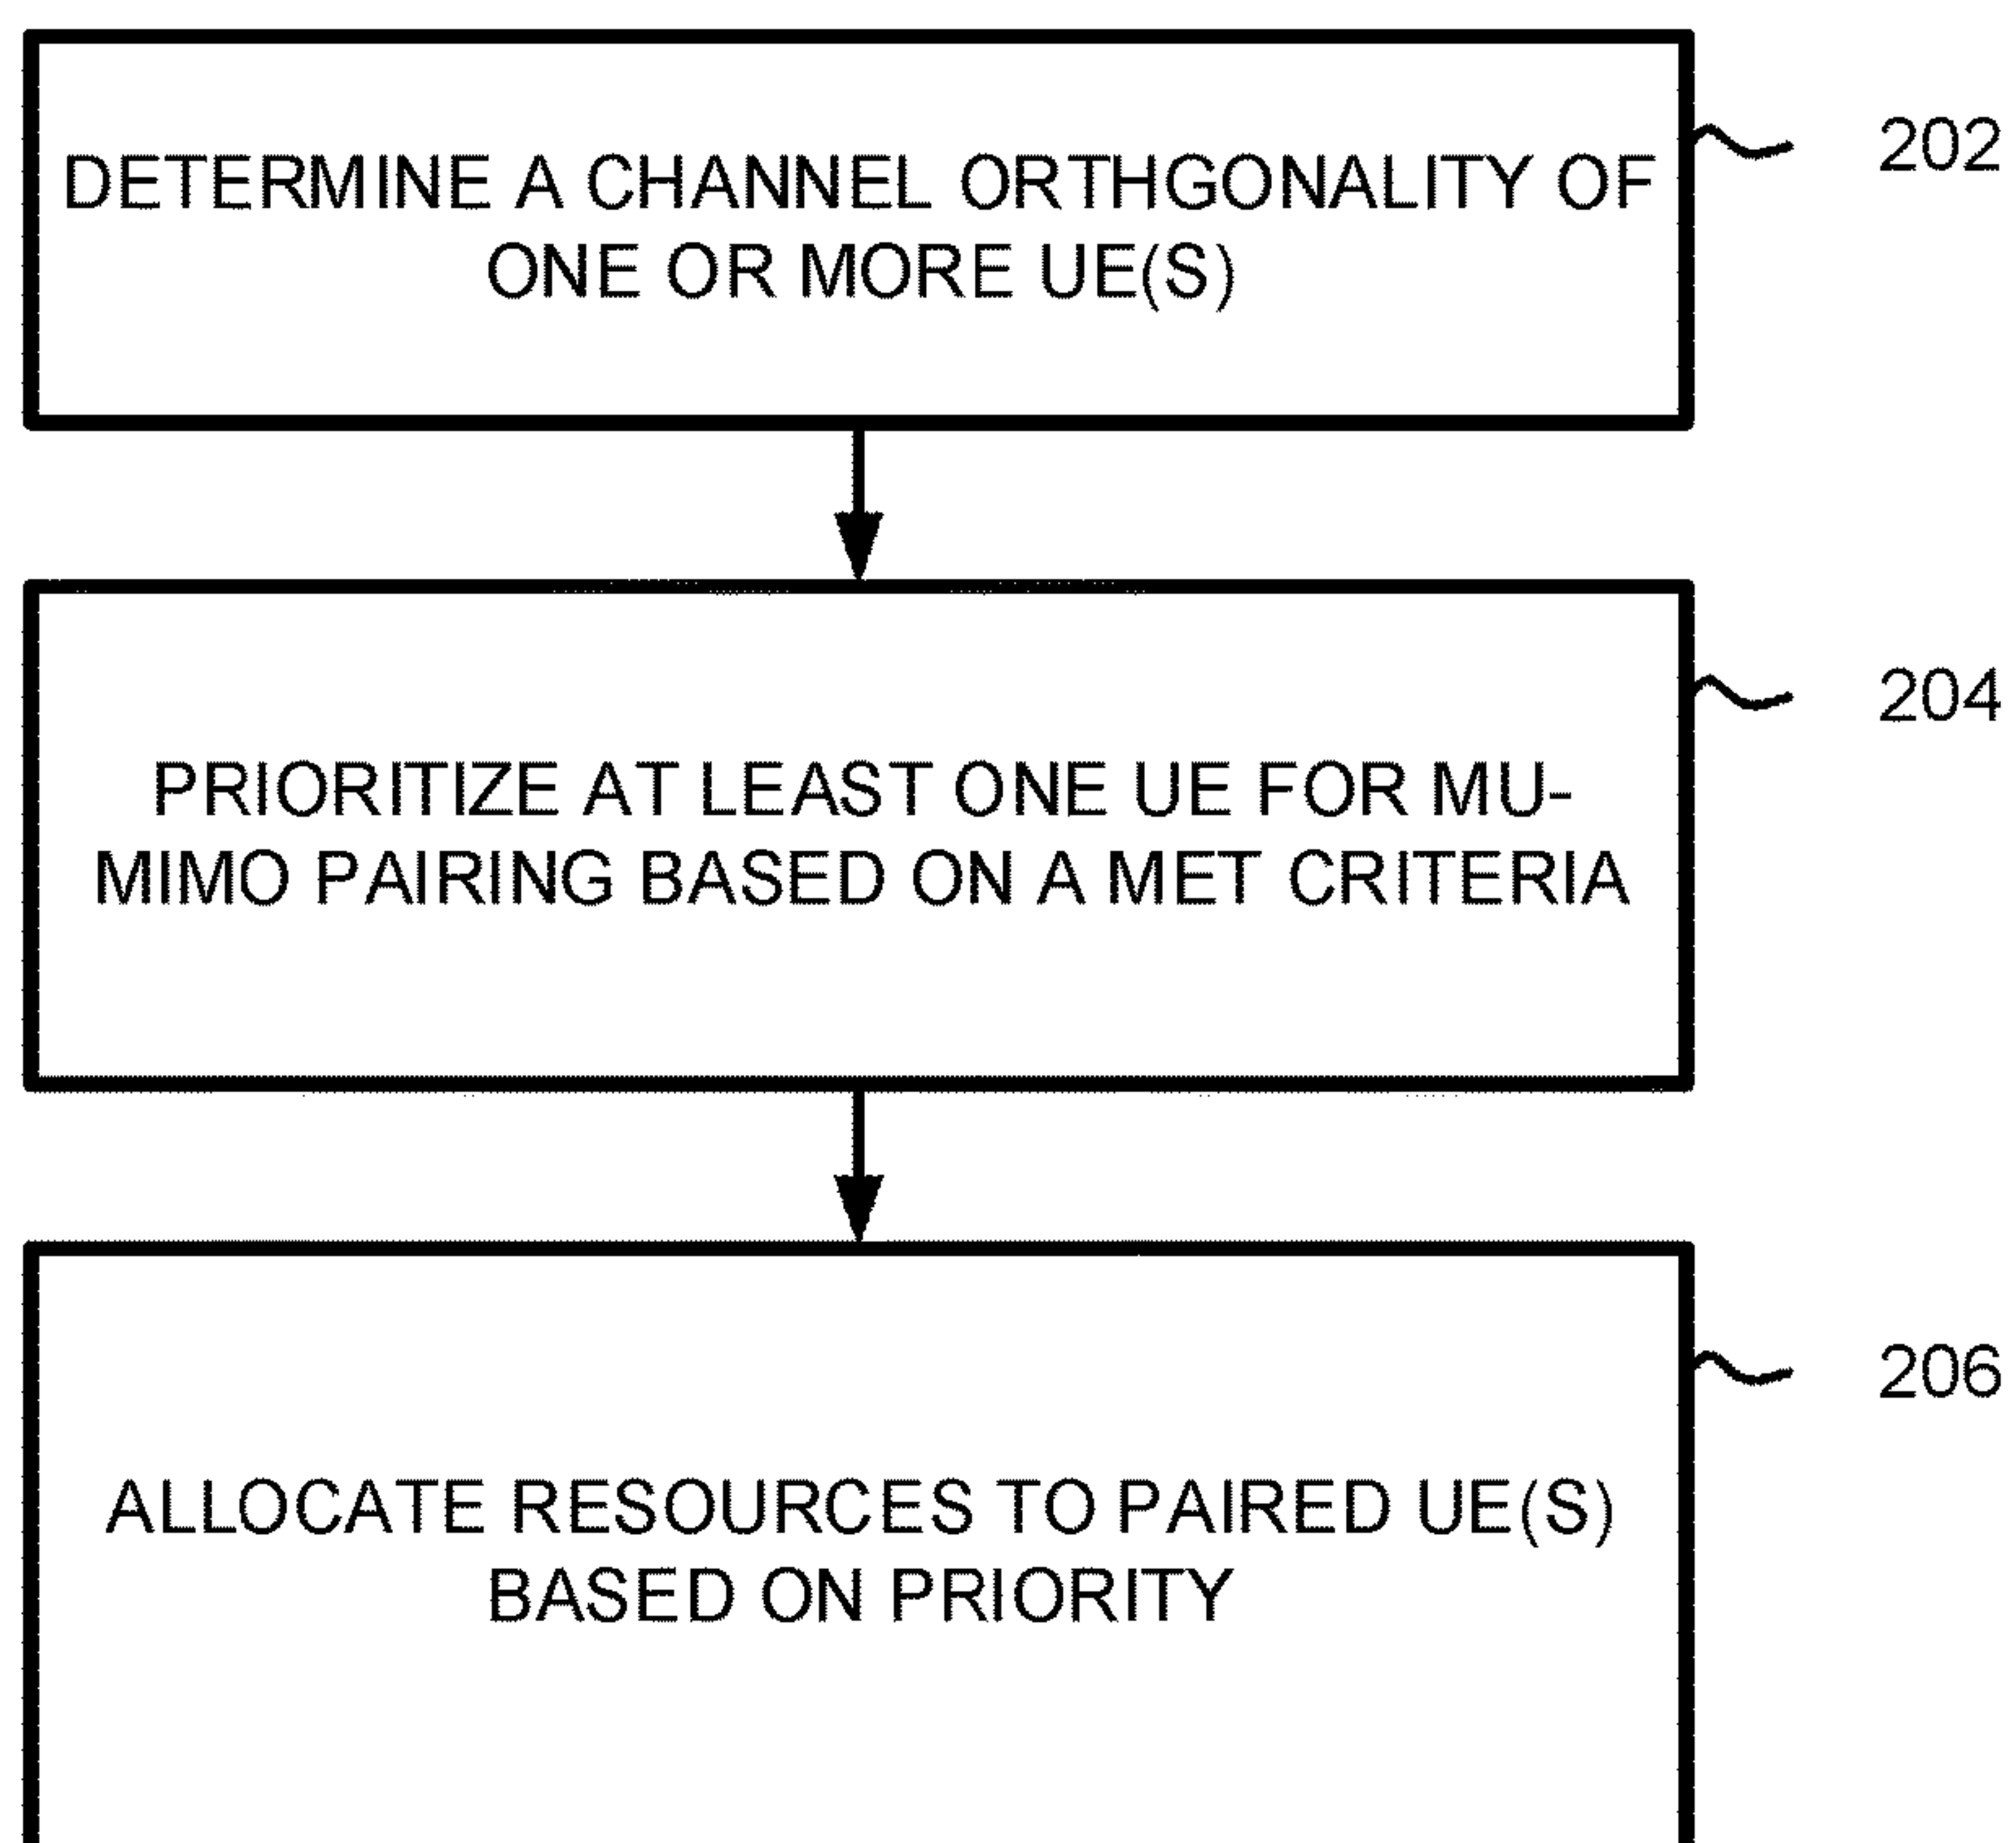 DETERMINE A CHANNEL ORTHGONALITY OF
ONE OR MORE UE(S)
202
PRIORITIZE AT LEAST ONE UE FOR MU-
MIMO PAIRING BASED ON A MET CRITERIA
204
ALLOCATE RESOURCES TO PAIRED UE(S)
BASED ON PRIORITY
206